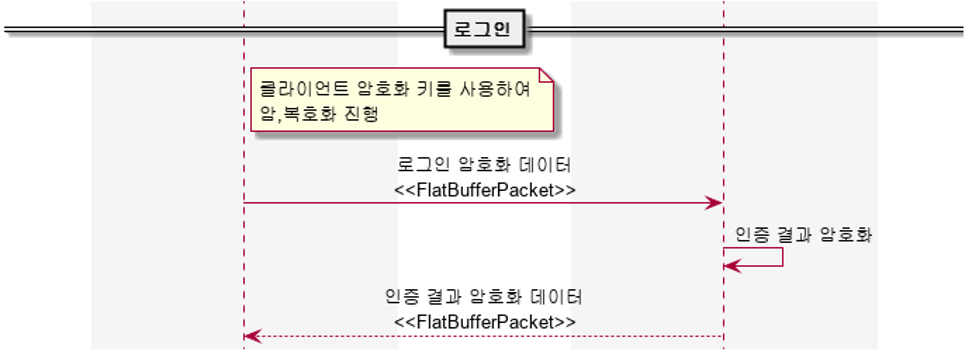 로그인
클라이언트 암호화 키를 사용하여
암,복호화 진행
로그인 암호화 데이터
<<FlatBufferPacket>>
인증 결과 암호화
인증 결과 암호화 데이터
<<FlatBufferPacket>>